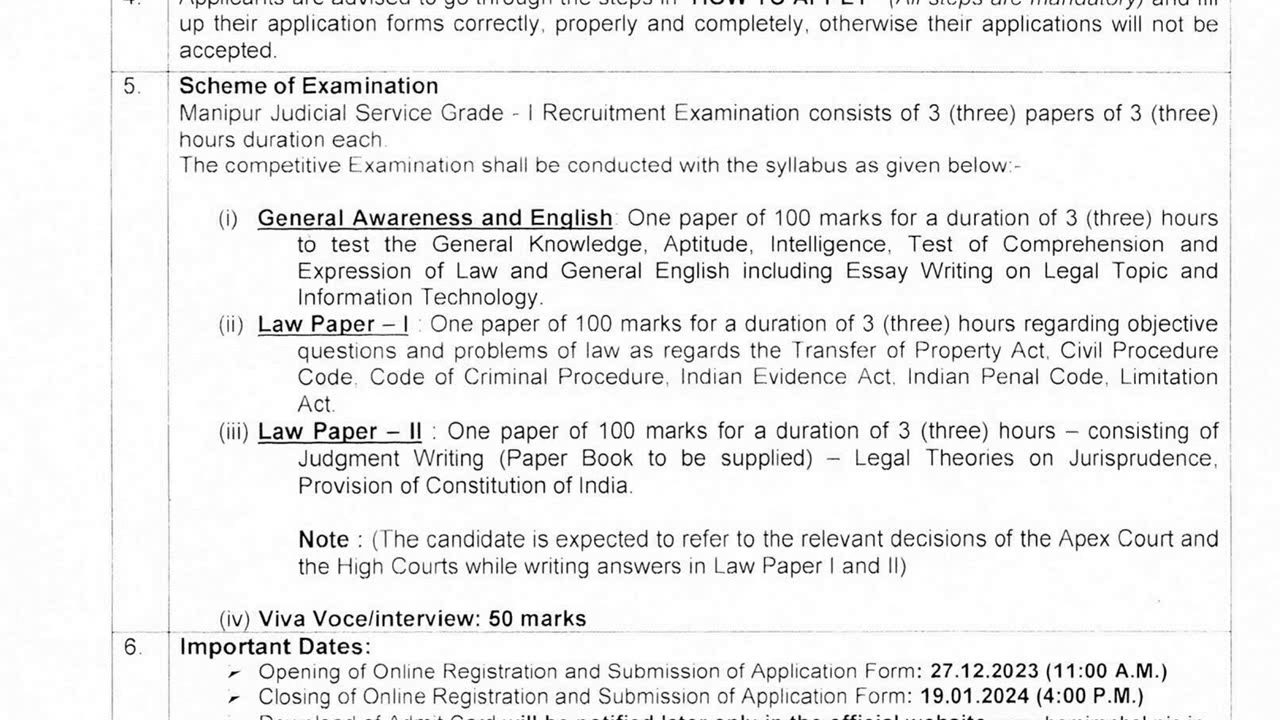 up their application forms correctly, properly and completely, otherwise their applications will not be
accepted.
5. Scheme of Examination
Manipur Judicial Service Grade - I Recruitment Examination consists of 3 (three) papers of 3 (three)
hours duration each.
The competitive Examination shall be conducted with the syllabus as given below:-
(i) General Awareness and English: One paper of 100 marks for a duration of 3 (three) hours
to test the General Knowledge, Aptitude, Intelligence, Test of Comprehension and
Expression of Law and General English including Essay Writing on Legal Topic and
Information Technology.
(ii) Law Paper – I : One paper of 100 marks for a duration of 3 (three) hours regarding objective
questions and problems of law as regards the Transfer of Property Act, Civil Procedure
Code, Code of Criminal Procedure, Indian Evidence Act, Indian Penal Code, Limitation
Act.
(iii) Law Paper – II : One paper of 100 marks for a duration of 3 (three) hours – consisting of
Judgment Writing (Paper Book to be supplied) – Legal Theories on Jurisprudence,
Provision of Constitution of India.
Note : (The candidate is expected to refer to the relevant decisions of the Apex Court and
the High Courts while writing answers in Law Paper I and II)
(iv) Viva Voce/interview: 50 marks
6. Important Dates:
➢ Opening of Online Registration and Submission of Application Form: 27.12.2023 (11:00 A.M.)
➢ Closing of Online Registration and Submission of Application Form: 19.01.2024 (4:00 P.M.)